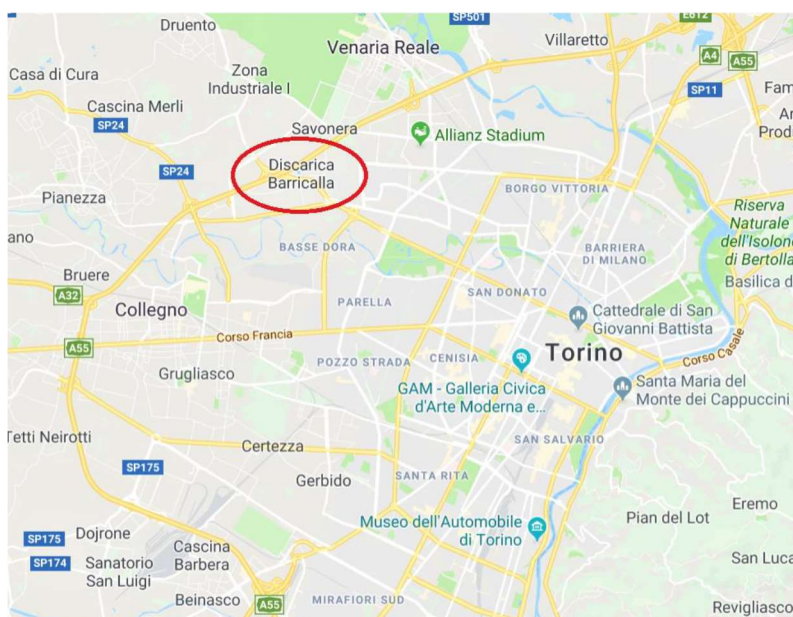 SP501
E612
Druento
Villaretto
Venaria Reale
A4
A55
Casa di Cura
Zona
Industriale I
SP11
Fam
Cascina Merli
SP24
Savonera
Allianz Stadium
Ar
Prod
Discarica
Barricalla
SP24
BORGO VITTORIA
Pianezza
Riserva
Naturale
dell'Isolon
di Bertolla
ano
BASSE DORA
BARRIERA
DI MILANO
Bruere
Basilica d
A32
PARELLA
SAN DONATO
Collegno
Cattedrale di San
Giovanni Battista
Corso Francia
Corso Casale
A55
POZZO STRADA
CENISIA
Torino
Grugliasco
GAM - Galleria Civica
d'Arte Moderna e...
Santa Maria del
Monte dei Cappuccini
Tetti Neirotti
Certezza
SAN SALVARIO
SP175
Gerbido
SANTA RITA
Eremo
Museo dell'Automobile
di Torino
Pian del Lot
SP175
Dojrone
Cascina
Barbera
SP174
Sanatorio
San Luigi
San Luca
Beinasco
A55
MIRAFIORI SUD
Revigliasco